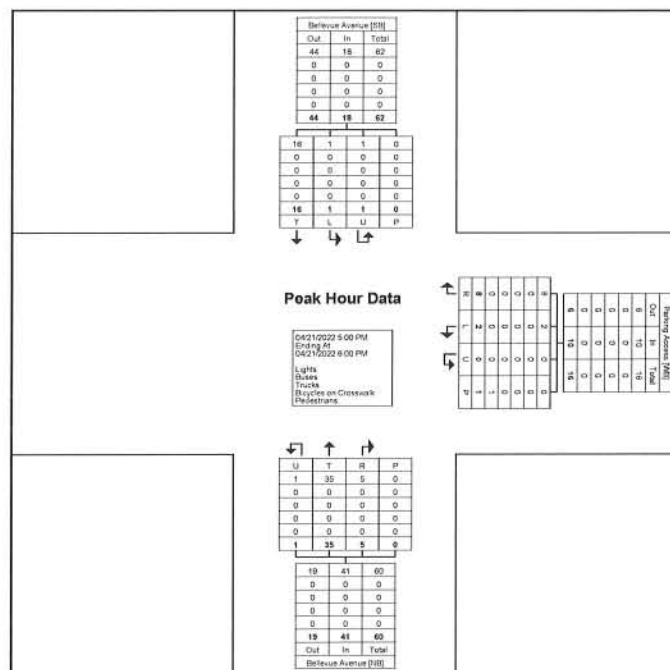 Bellevue Avenue [SB]
Out In Total
44 18 62
0 0 0
0 0 0
0 0 0
0 0 0
44 18 62
16 1 1 0
0 0 0 0
0 0 0 0
0 0 0 0
0 0 0 0
16 1 1 0
T L U P
Peak Hour Data
04/21/2022 5:00 PM
Ending At
04/21/2022 6:00 PM
Lights
Buses
Trucks
Bicycles on Crosswalk
Pedestrians
Parking Access [WB]
Out In Total
6 10 16
0 0 0
0 0 0
0 0 0
0 0 0
6 10 16
8 2 0 0
0 0 0 0
0 0 0 0
0 0 0 0
0 0 0 1
8 2 0 1
R L U P
U T R P
1 35 5 0
0 0 0 0
0 0 0 0
0 0 0 0
0 0 0 0
1 35 5 0
19 41 60
0 0 0
0 0 0
0 0 0
0 0 0
19 41 60
Out In Total
Bellevue Avenue [NB]